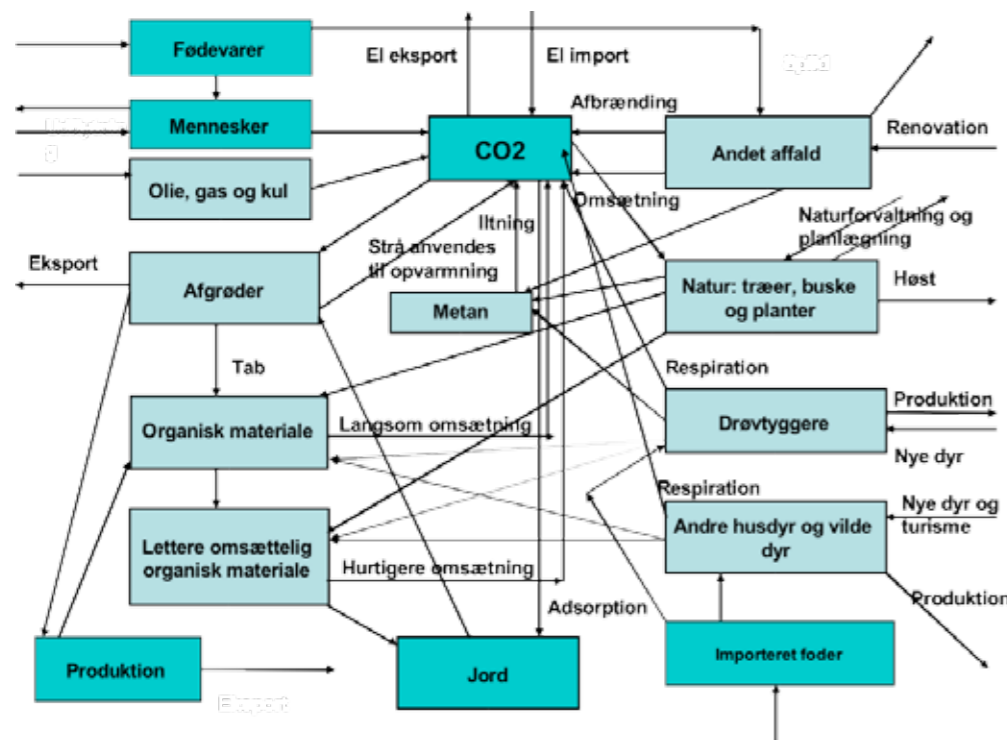 Fødevarer
El eksport
El import
Mennesker
Afbrænding
CO2
Andet affald
Renovation
Olie, gas og kul
Omsætning
Iltning
Naturforvaltning og
planlægning
Strå anvendes
til opvarmning
Eksport
Afgrøder
Metan
Natur: træer, buske
og planter
Høst
Tab
Respiration
Produktion
Organisk materiale
Langsom omsætning
Drøvtyggere
Nye dyr
Respiration
Nye dyr og
turisme
Andre husdyr og vilde
dyr
Lettere omsættelig
organisk materiale
Hurtigere omsætning
Adsorption
Produktion
Produktion
Jord
Importeret foder
Eksport